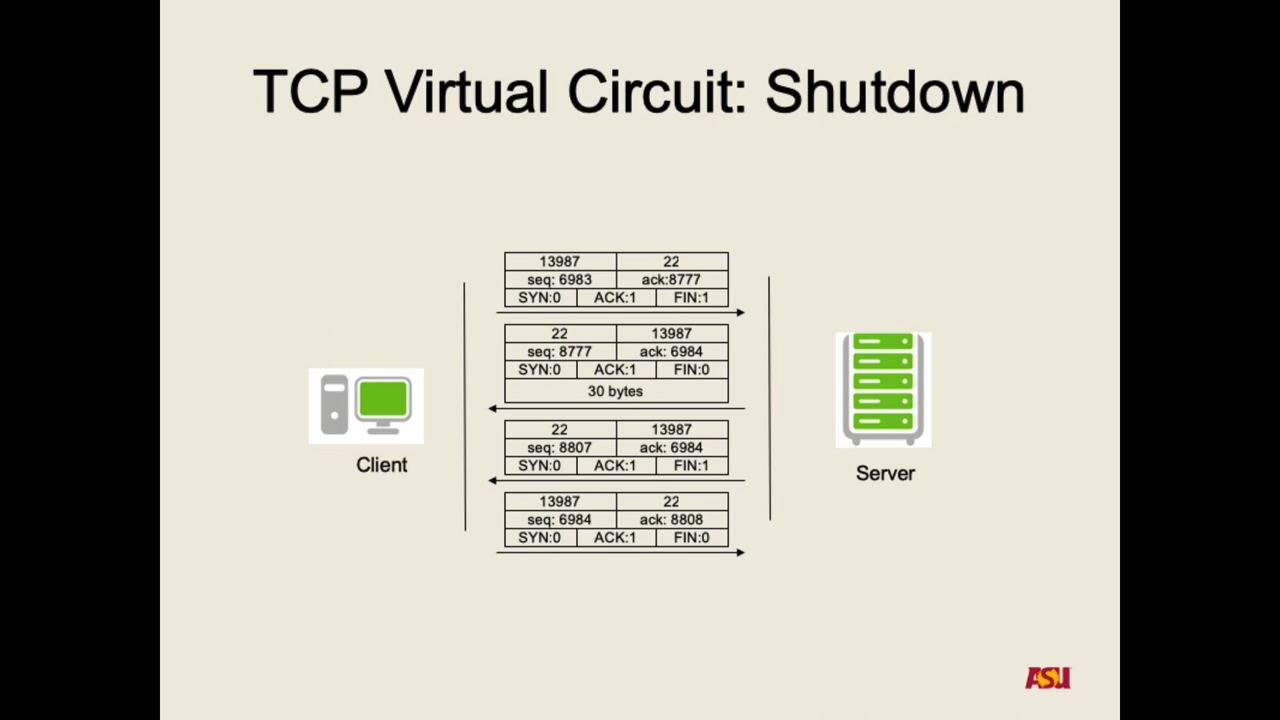 TCP Virtual Circuit: Shutdown
13987 22
seq: 6983 ack:8777
SYN:0 ACK:1 FIN:1
22 13987
seq: 8777 ack: 6984
SYN:0 ACK:1 FIN:0
30 bytes
22 13987
seq: 8807 ack: 6984
SYN:0 ACK:1 FIN:1
13987 22
seq: 6984 ack: 8808
SYN:0 ACK:1 FIN:0
Client
Server
ASU